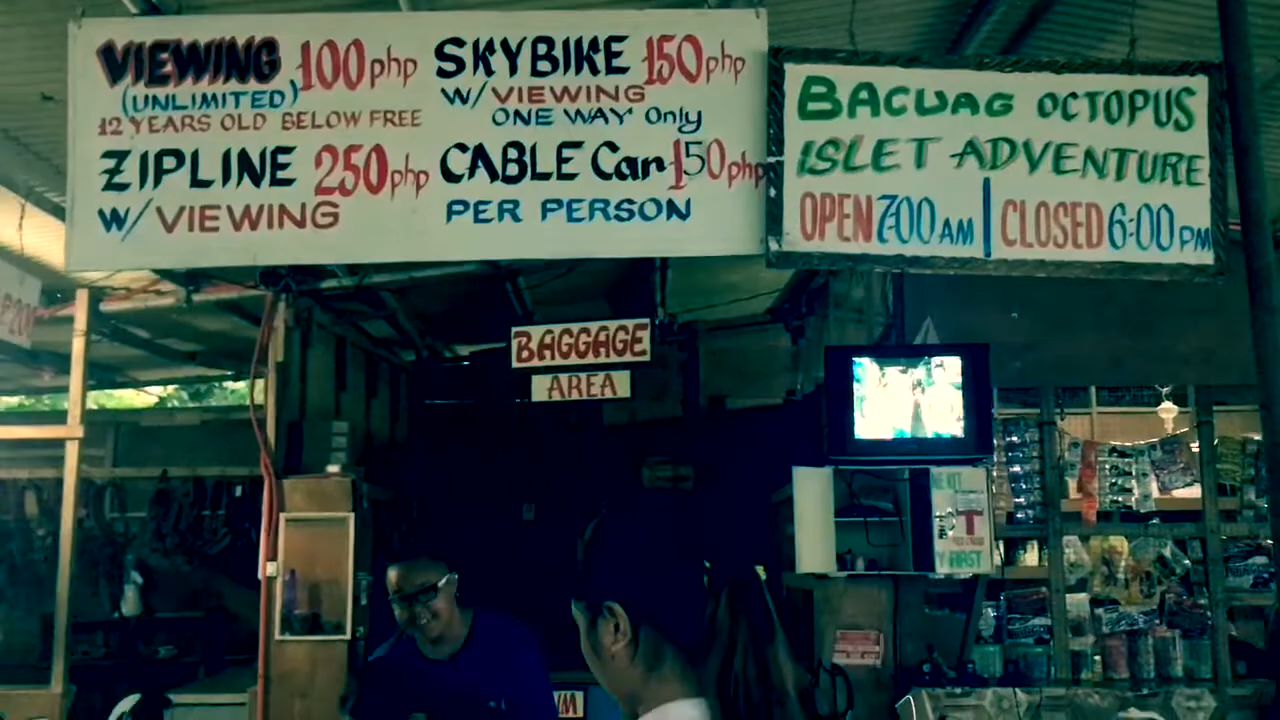 VIEWING 100php
(UNLIMITED)
12 YEARS OLD BELOW FREE
ZIPLINE 250php
W/VIEWING
SKYBIKE 150php
W/VIEWING
ONE WAY Only
CABLE Car 150php
PER PERSON
BACUAG OCTOPUS
ISLET ADVENTURE
OPEN 7:00 AM | CLOSED 6:00 PM
BAGGAGE
AREA